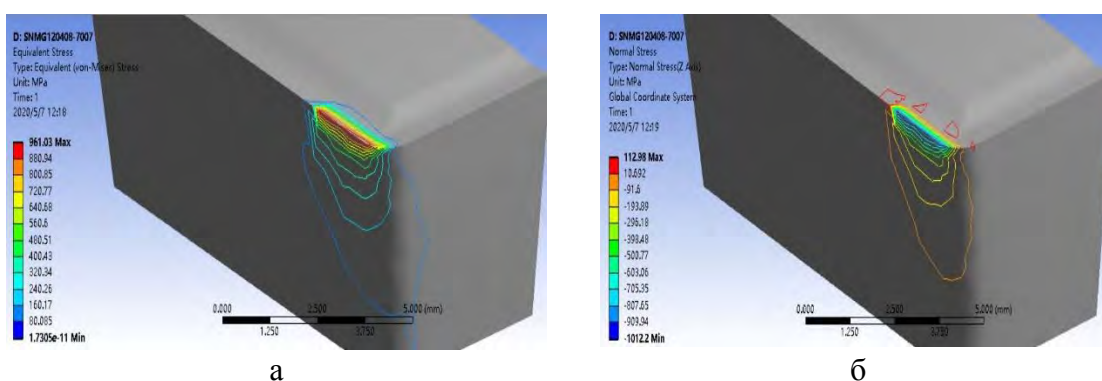 D: SNMG120408-7007
Equivalent Stress
Type: Equivalent (von-Mises) Stress
Unit: MPa
Time: 1
2020/5/7 12:18
961.03 Max
880.94
800.85
720.77
640.68
560.6
480.51
400.43
320.34
240.26
160.17
80.085
1.7305e-11 Min
0.000
2.500
5.000 (mm)
1.250
3.750
а
D: SNMG120408-7007
Normal Stress
Type: Normal Stress(Z Axis)
Unit: MPa
Global Coordinate System
Time: 1
2020/5/7 12:19
112.98 Max
10.692
-91.6
-193.89
-296.18
-398.48
-500.77
-603.06
-705.35
-807.65
-909.94
-1012.2 Min
0.000
2.500
5.000 (mm)
1.250
3.750
б